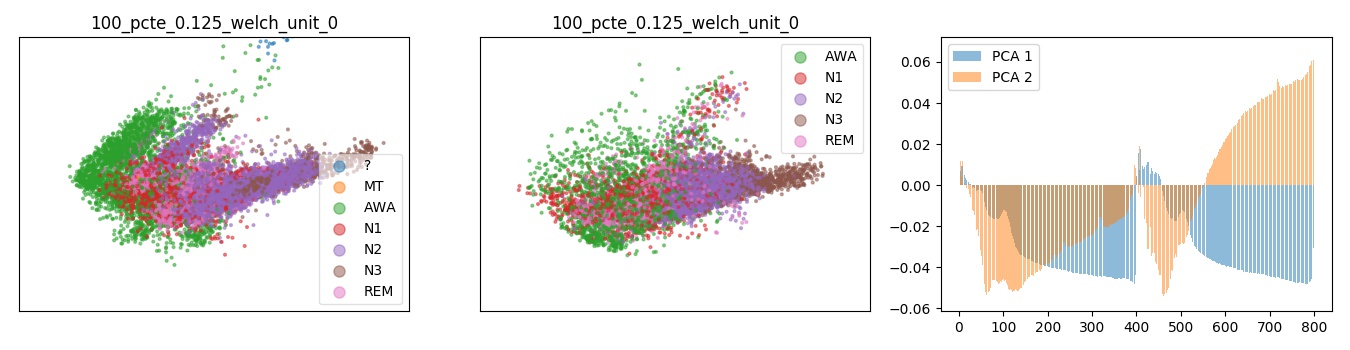 100_pcte_0.125_welch_unit_0
?
MT
AWA
N1
N2
N3
REM
100_pcte_0.125_welch_unit_0
AWA
N1
N2
N3
REM
PCA 1
PCA 2
0.06
0.04
0.02
0.00
−0.02
−0.04
−0.06
0 100 200 300 400 500 600 700 800